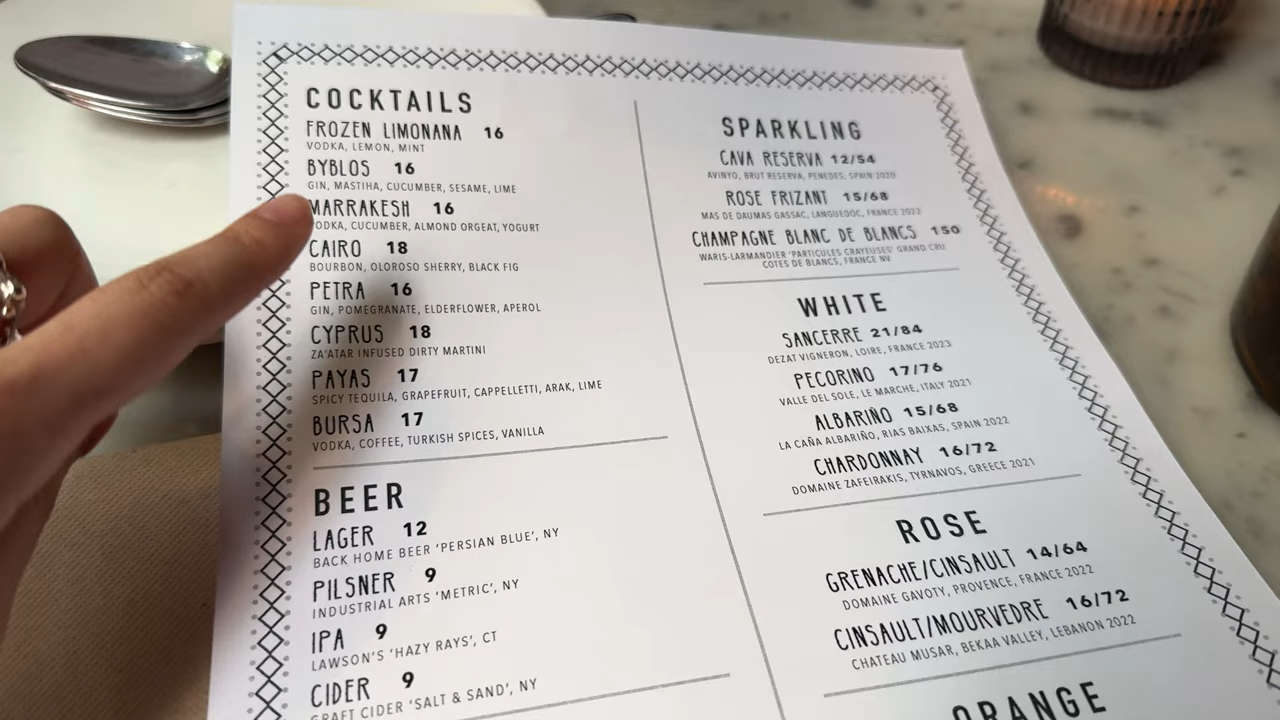 COCKTAILS
FROZEN LIMONANA 16
VODKA, LEMON, MINT
BYBLOS 16
GIN, MASTIHA, CUCUMBER, SESAME, LIME
MARRAKESH 16
VODKA, CUCUMBER, ALMOND ORGEAT, YOGURT
CAIRO 18
BOURBON, OLOROSO SHERRY, BLACK FIG
PETRA 16
GIN, POMEGRANATE, ELDERFLOWER, APEROL
CYPRUS 18
ZA'ATAR INFUSED DIRTY MARTINI
PAYAS 17
SPICY TEQUILA, GRAPEFRUIT, CAPPELLETTI, ARAK, LIME
BURSA 17
VODKA, COFFEE, TURKISH SPICES, VANILLA
BEER
LAGER 12
BACK HOME BEER 'PERSIAN BLUE', NY
PILSNER 9
INDUSTRIAL ARTS 'METRIC', NY
IPA 9
LAWSON'S 'HAZY RAYS', CT
CIDER 9
GRAFT CIDER 'SALT & SAND', NY
SPARKLING
CAVA RESERVA 12/54
AVINYO, BRUT RESERVA, PENEDES, SPAIN 2020
ROSE FRIZANT 15/68
MAS DE DAUMAS GASSAC, LANGUEDOC, FRANCE 2022
CHAMPAGNE BLANC DE BLANCS 150
WARIS-LARMANDIER 'PARTICULES CRAYEUSES' GRAND CRU
COTES DE BLANCS, FRANCE NV
WHITE
SANCERRE 21/84
DEZAT VIGNERON, LOIRE, FRANCE 2023
PECORINO 17/76
VALLE DEL SOLE, LE MARCHE, ITALY 2021
ALBARIÑO 15/68
LA CAÑA ALBARIÑO, RIAS BAIXAS, SPAIN 2022
CHARDONNAY 16/72
DOMAINE ZAFEIRAKIS, TYRNAVOS, GREECE 2021
ROSE
GRENACHE/CINSAULT 14/64
DOMAINE GAVOTY, PROVENCE, FRANCE 2022
CINSAULT/MOURVEDRE 16/72
CHATEAU MUSAR, BEKAA VALLEY, LEBANON 2022
ORANGE